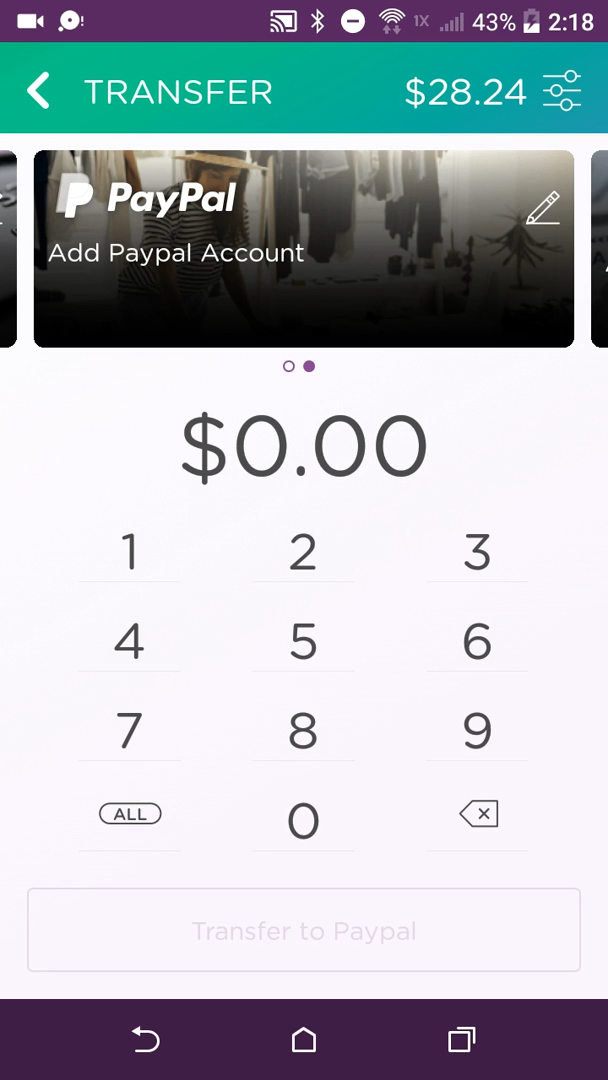 1X 43% 2:18
TRANSFER $28.24
PayPal
Add Paypal Account
$0.00
1 2 3
4 5 6
7 8 9
ALL 0
Transfer to Paypal